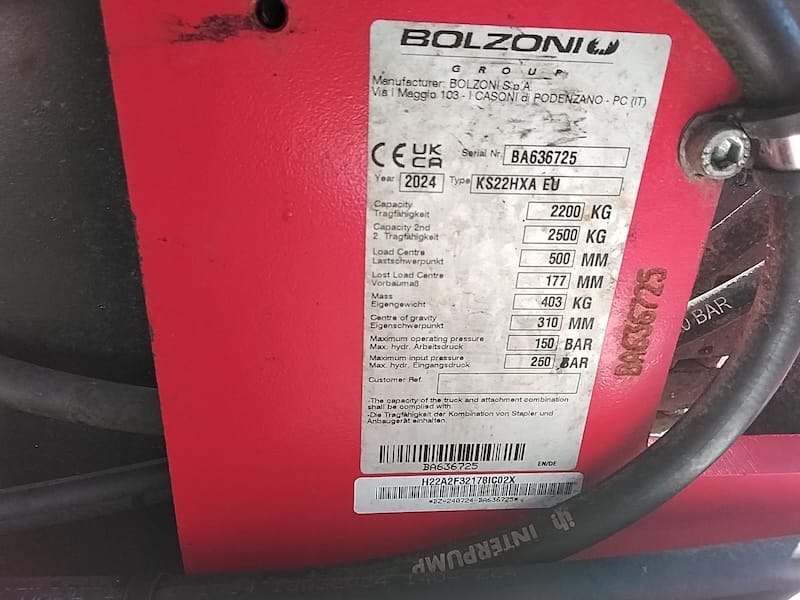 BOLZONI
GROUP
Manufacturer: BOLZONI S.p.A.
Via I Maggio 103 - I CASONI di PODENZANO - PC (IT)
CE UK CA Serial Nr. BA636725
Year 2024 Type KS22HXA EU
Capacity
Tragfähigkeit 2200 KG
Capacity 2nd
2. Tragfähigkeit 2500 KG
Load Centre
Lastschwerpunkt 500 MM
Lost Load Centre
Vorbaumaß 177 MM
Mass
Eigengewicht 403 KG
Centre of gravity
Eigenschwerpunkt 310 MM
Maximum operating pressure
Max. hydr. Arbeitsdruck 150 BAR
Maximum input pressure
Max. hydr. Eingangsdruck 250 BAR
Customer Ref.
-The capacity of the truck and attachment combination
shall be complied with.
-Die Tragfähigkeit der Kombination von Stapler und
Anbaugerät einhalten.
BA636725 EN/DE
H22A2F32178IC02X
*BZ-240724-BA636725*
BA636725
0 BAR
INTERPUMP